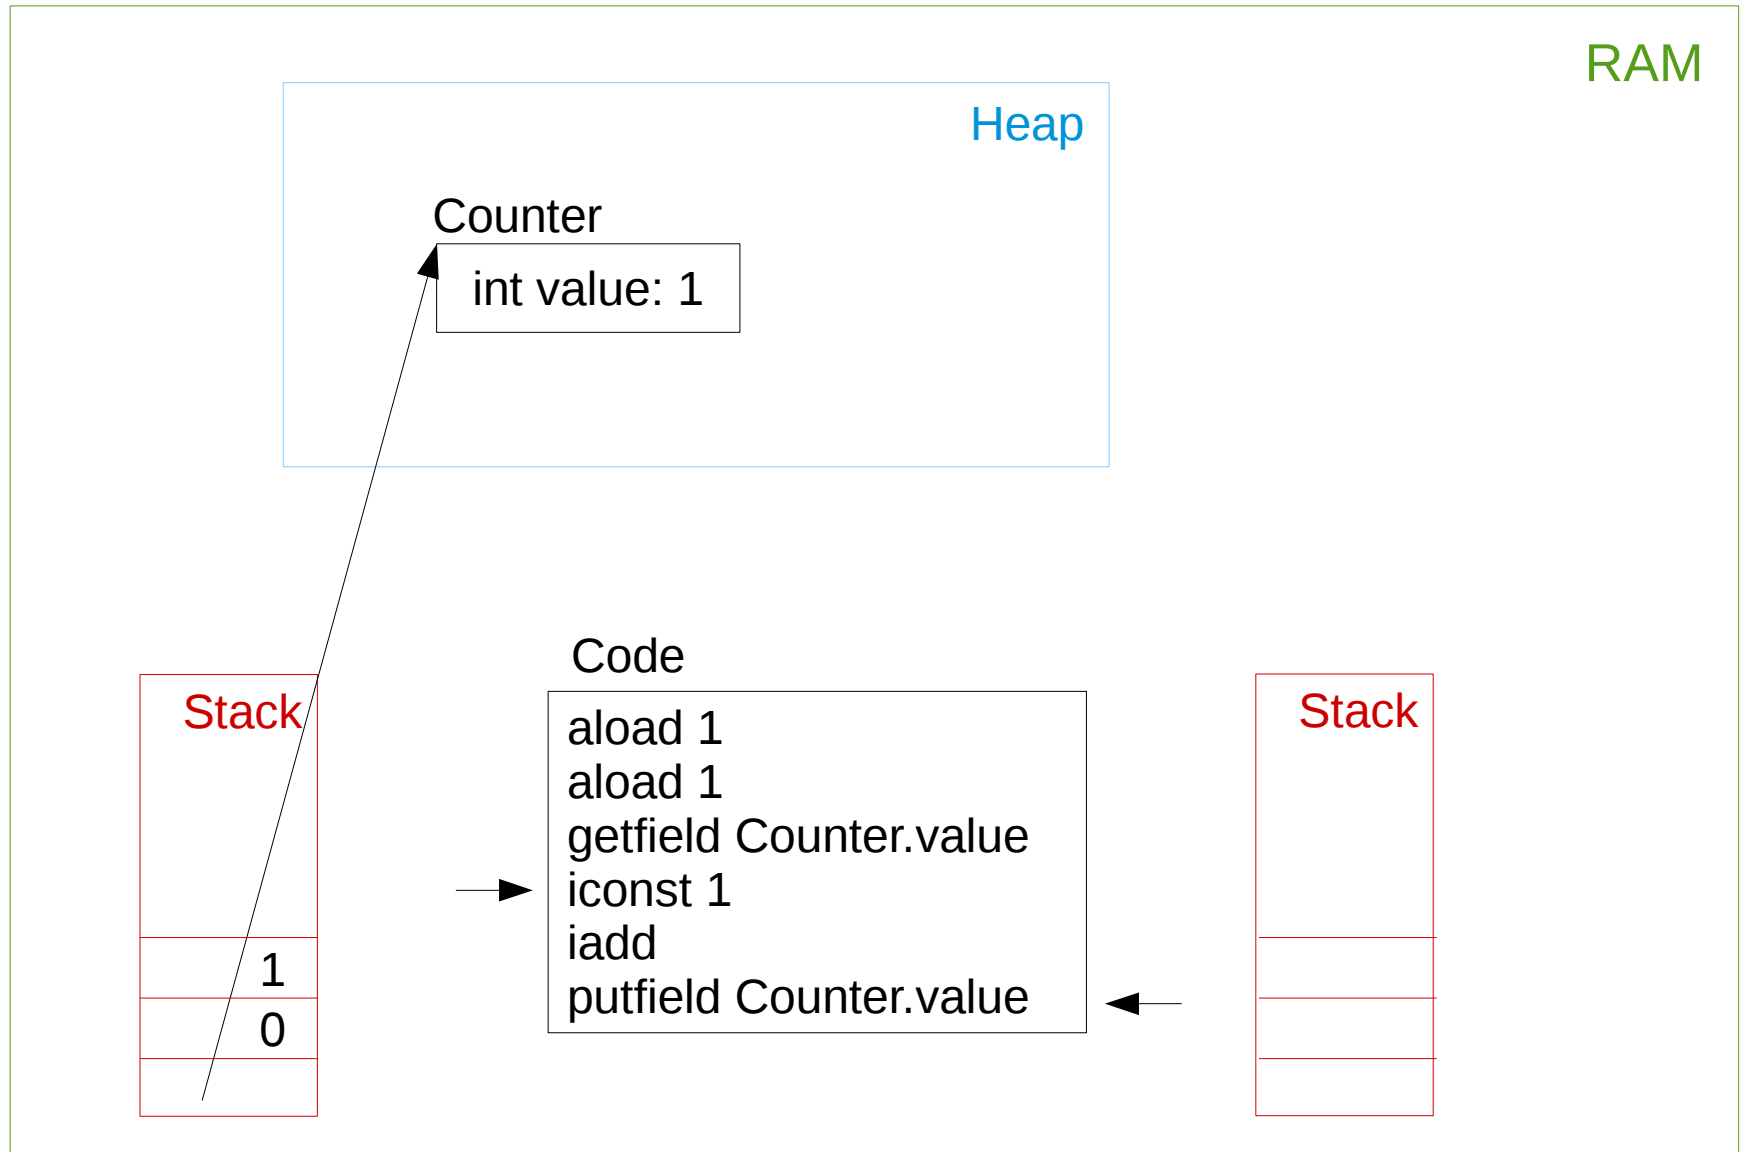 RAM
Heap
Counter
int value: 1
Code
Stack
Stack
aload 1
aload 1
getfield Counter.value
iconst 1
iadd
putfield Counter.value
1
0